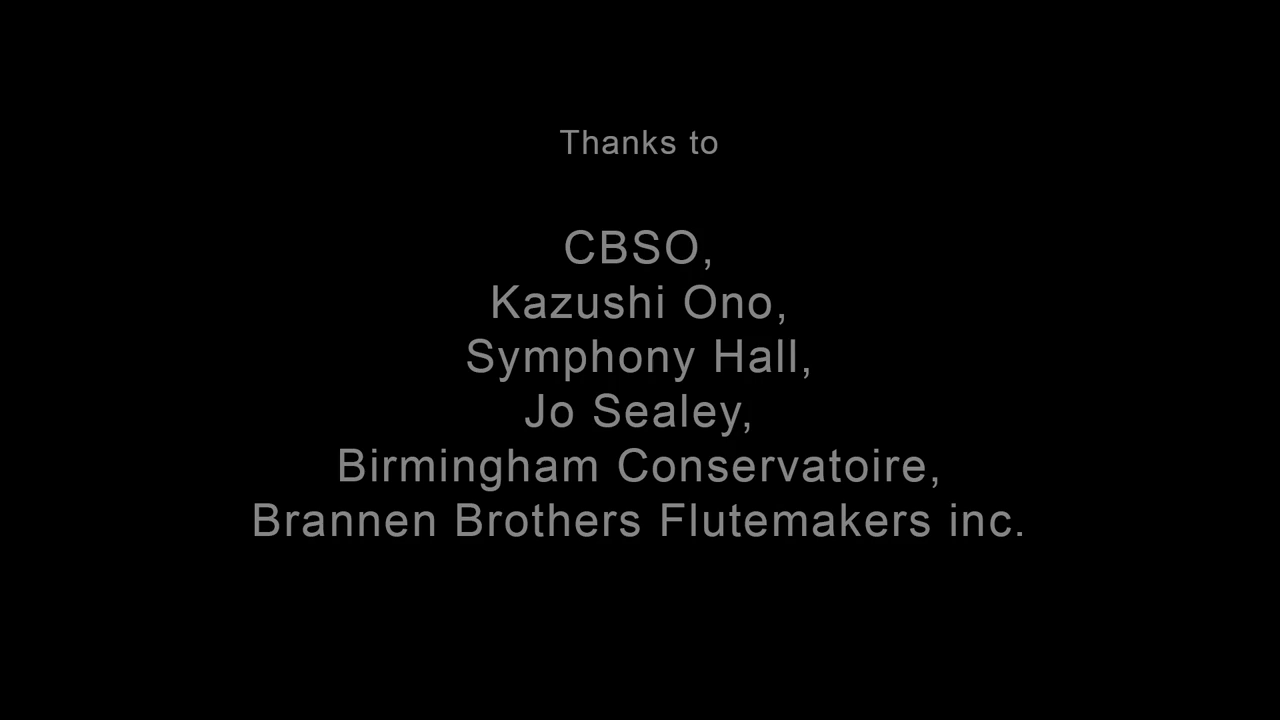 Thanks to
CBSO,
Kazushi Ono,
Symphony Hall,
Jo Sealey,
Birmingham Conservatoire,
Brannen Brothers Flutemakers inc.